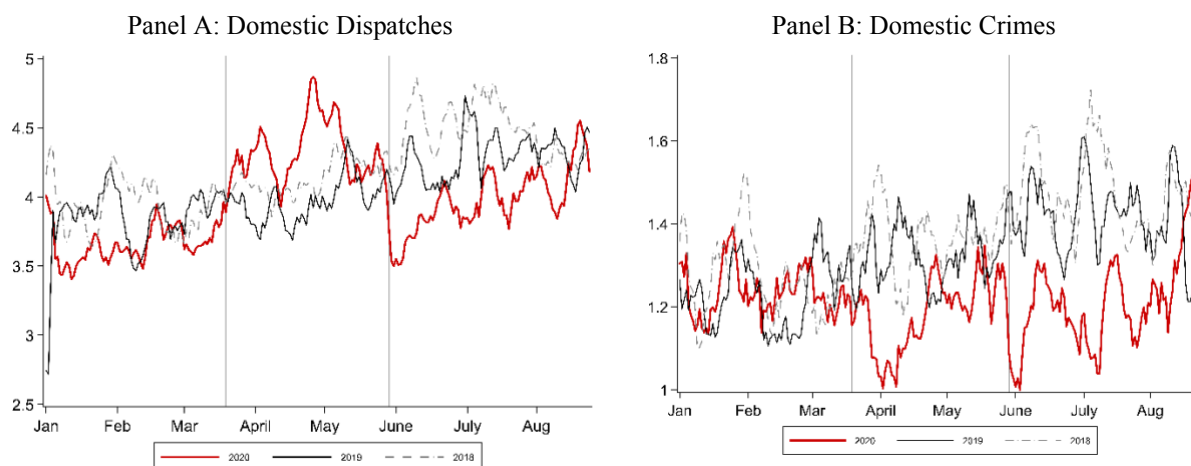 Panel A: Domestic Dispatches
5
4.5
4
3.5
3
2.5
Jan Feb Mar April May June July Aug
2020 2019 2018
Panel B: Domestic Crimes
1.8
1.6
1.4
1.2
1
Jan Feb Mar April May June July Aug
2020 2019 2018